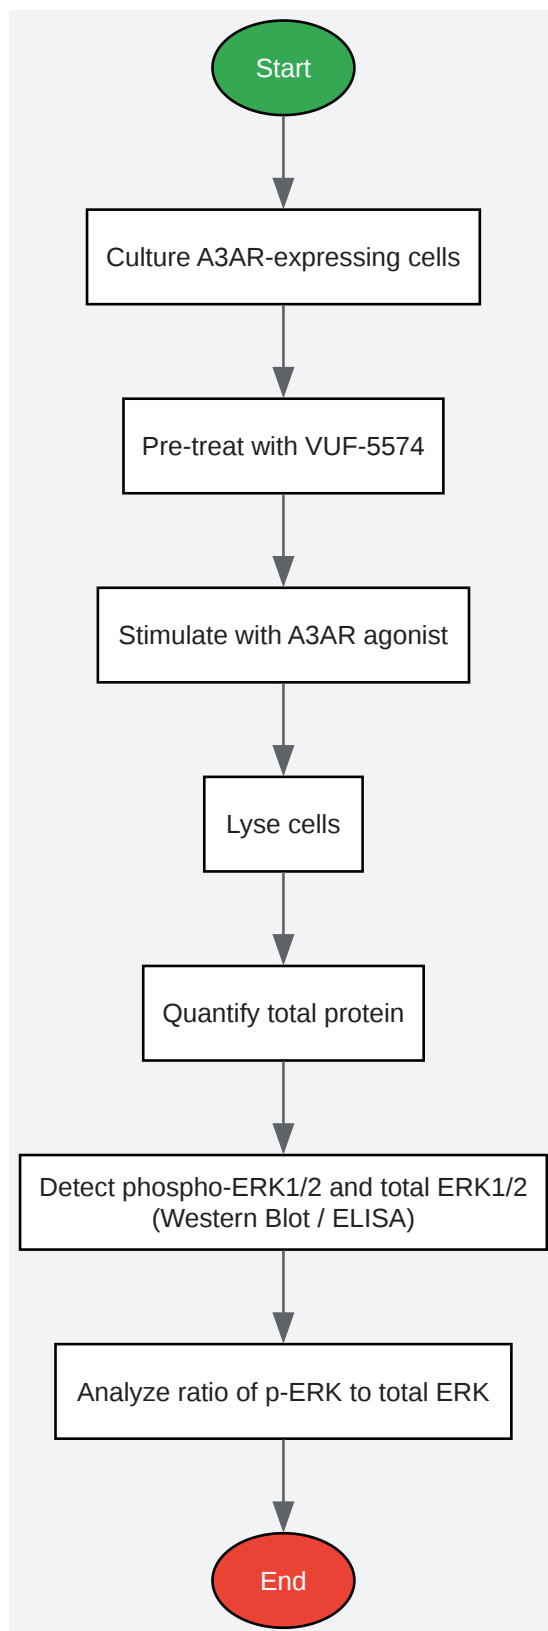 Start
Culture A3AR-expressing cells
Pre-treat with VUF-5574
Stimulate with A3AR agonist
Lyse cells
Quantify total protein
Detect phospho-ERK1/2 and total ERK1/2
(Western Blot / ELISA)
Analyze ratio of p-ERK to total ERK
End